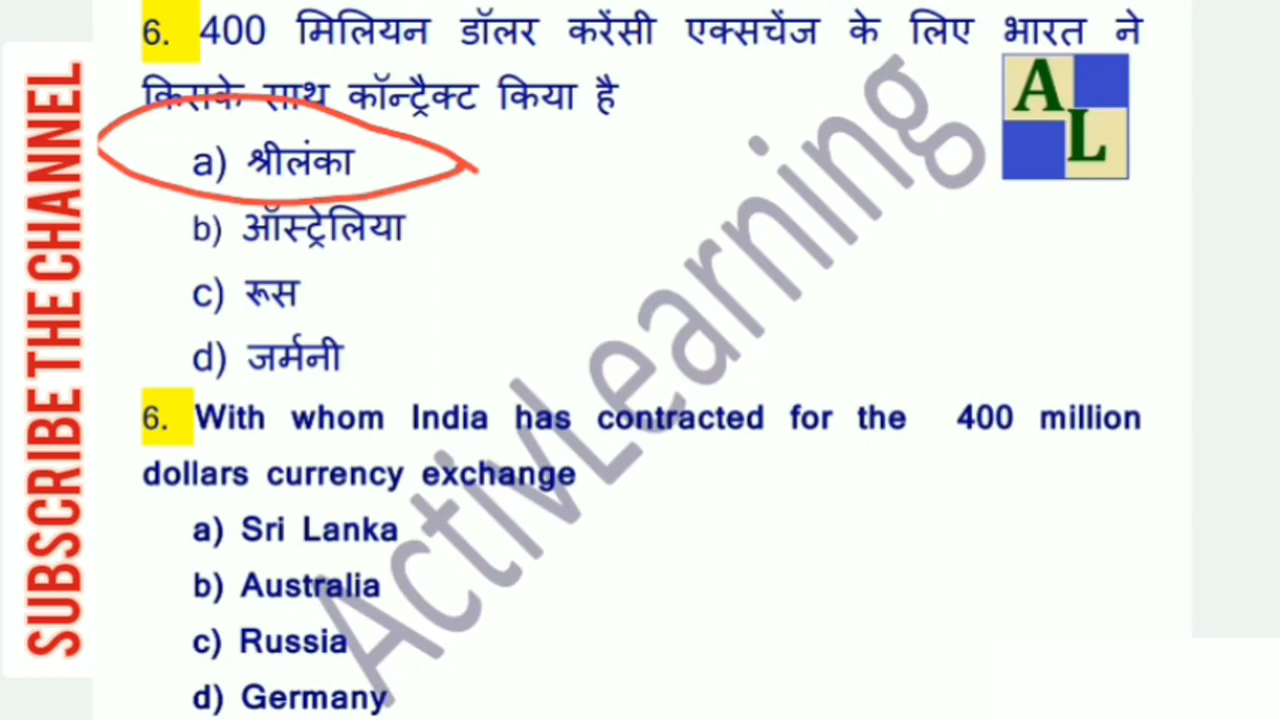 SUBSCRIBE THE CHANNEL
6. 400 मिलियन डॉलर करेंसी एक्सचेंज के लिए भारत ने
किसके साथ कॉन्ट्रैक्ट किया है
a) श्रीलंका
b) ऑस्ट्रेलिया
c) रूस
d) जर्मनी
6. With whom India has contracted for the 400 million
dollars currency exchange
a) Sri Lanka
b) Australia
c) Russia
d) Germany
ActivLearning
A
L